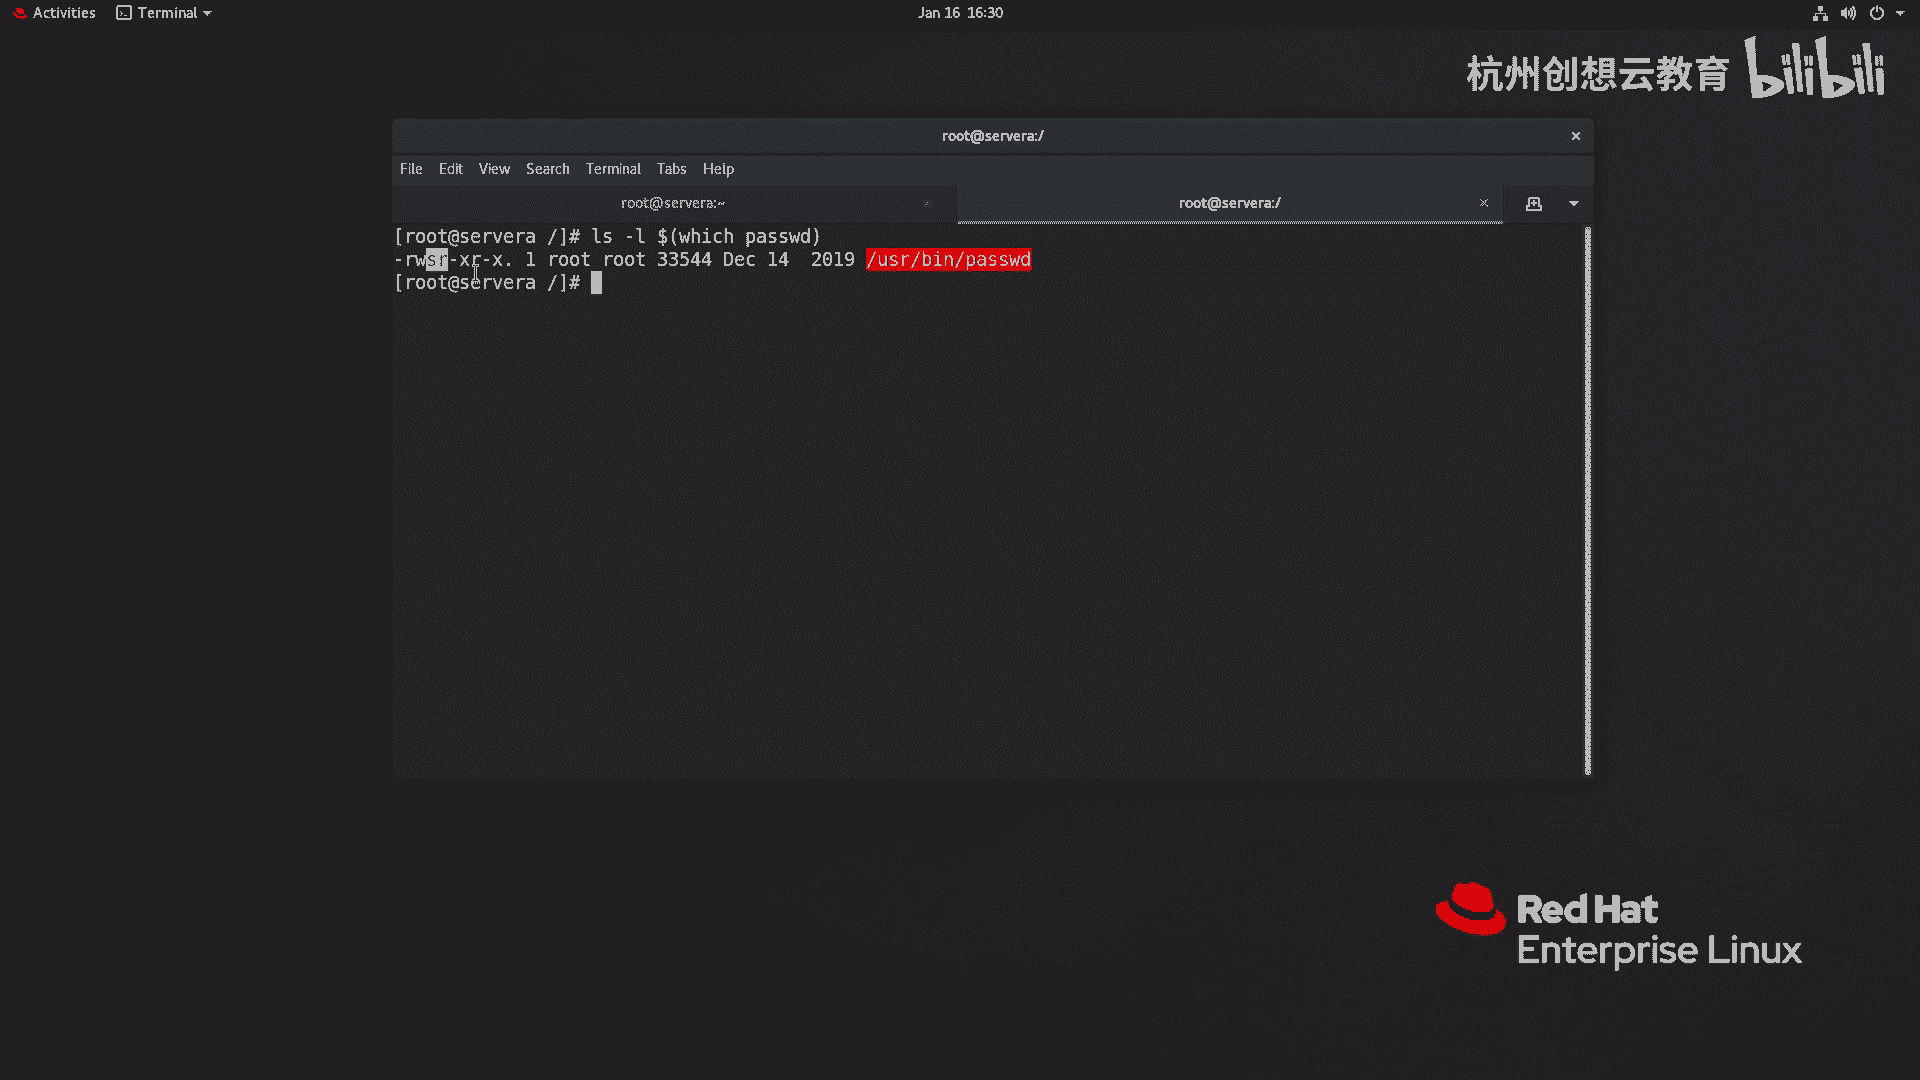 Activities
Terminal
Jan 16 16:30
杭州创想云教育 bilibili
root@servera:/
File Edit View Search Terminal Tabs Help
root@servera:~
root@servera:/
[root@servera /]# ls -l $(which passwd)
-rwsr-xr-x. 1 root root 33544 Dec 14  2019 /usr/bin/passwd
[root@servera /]#
Red Hat
Enterprise Linux